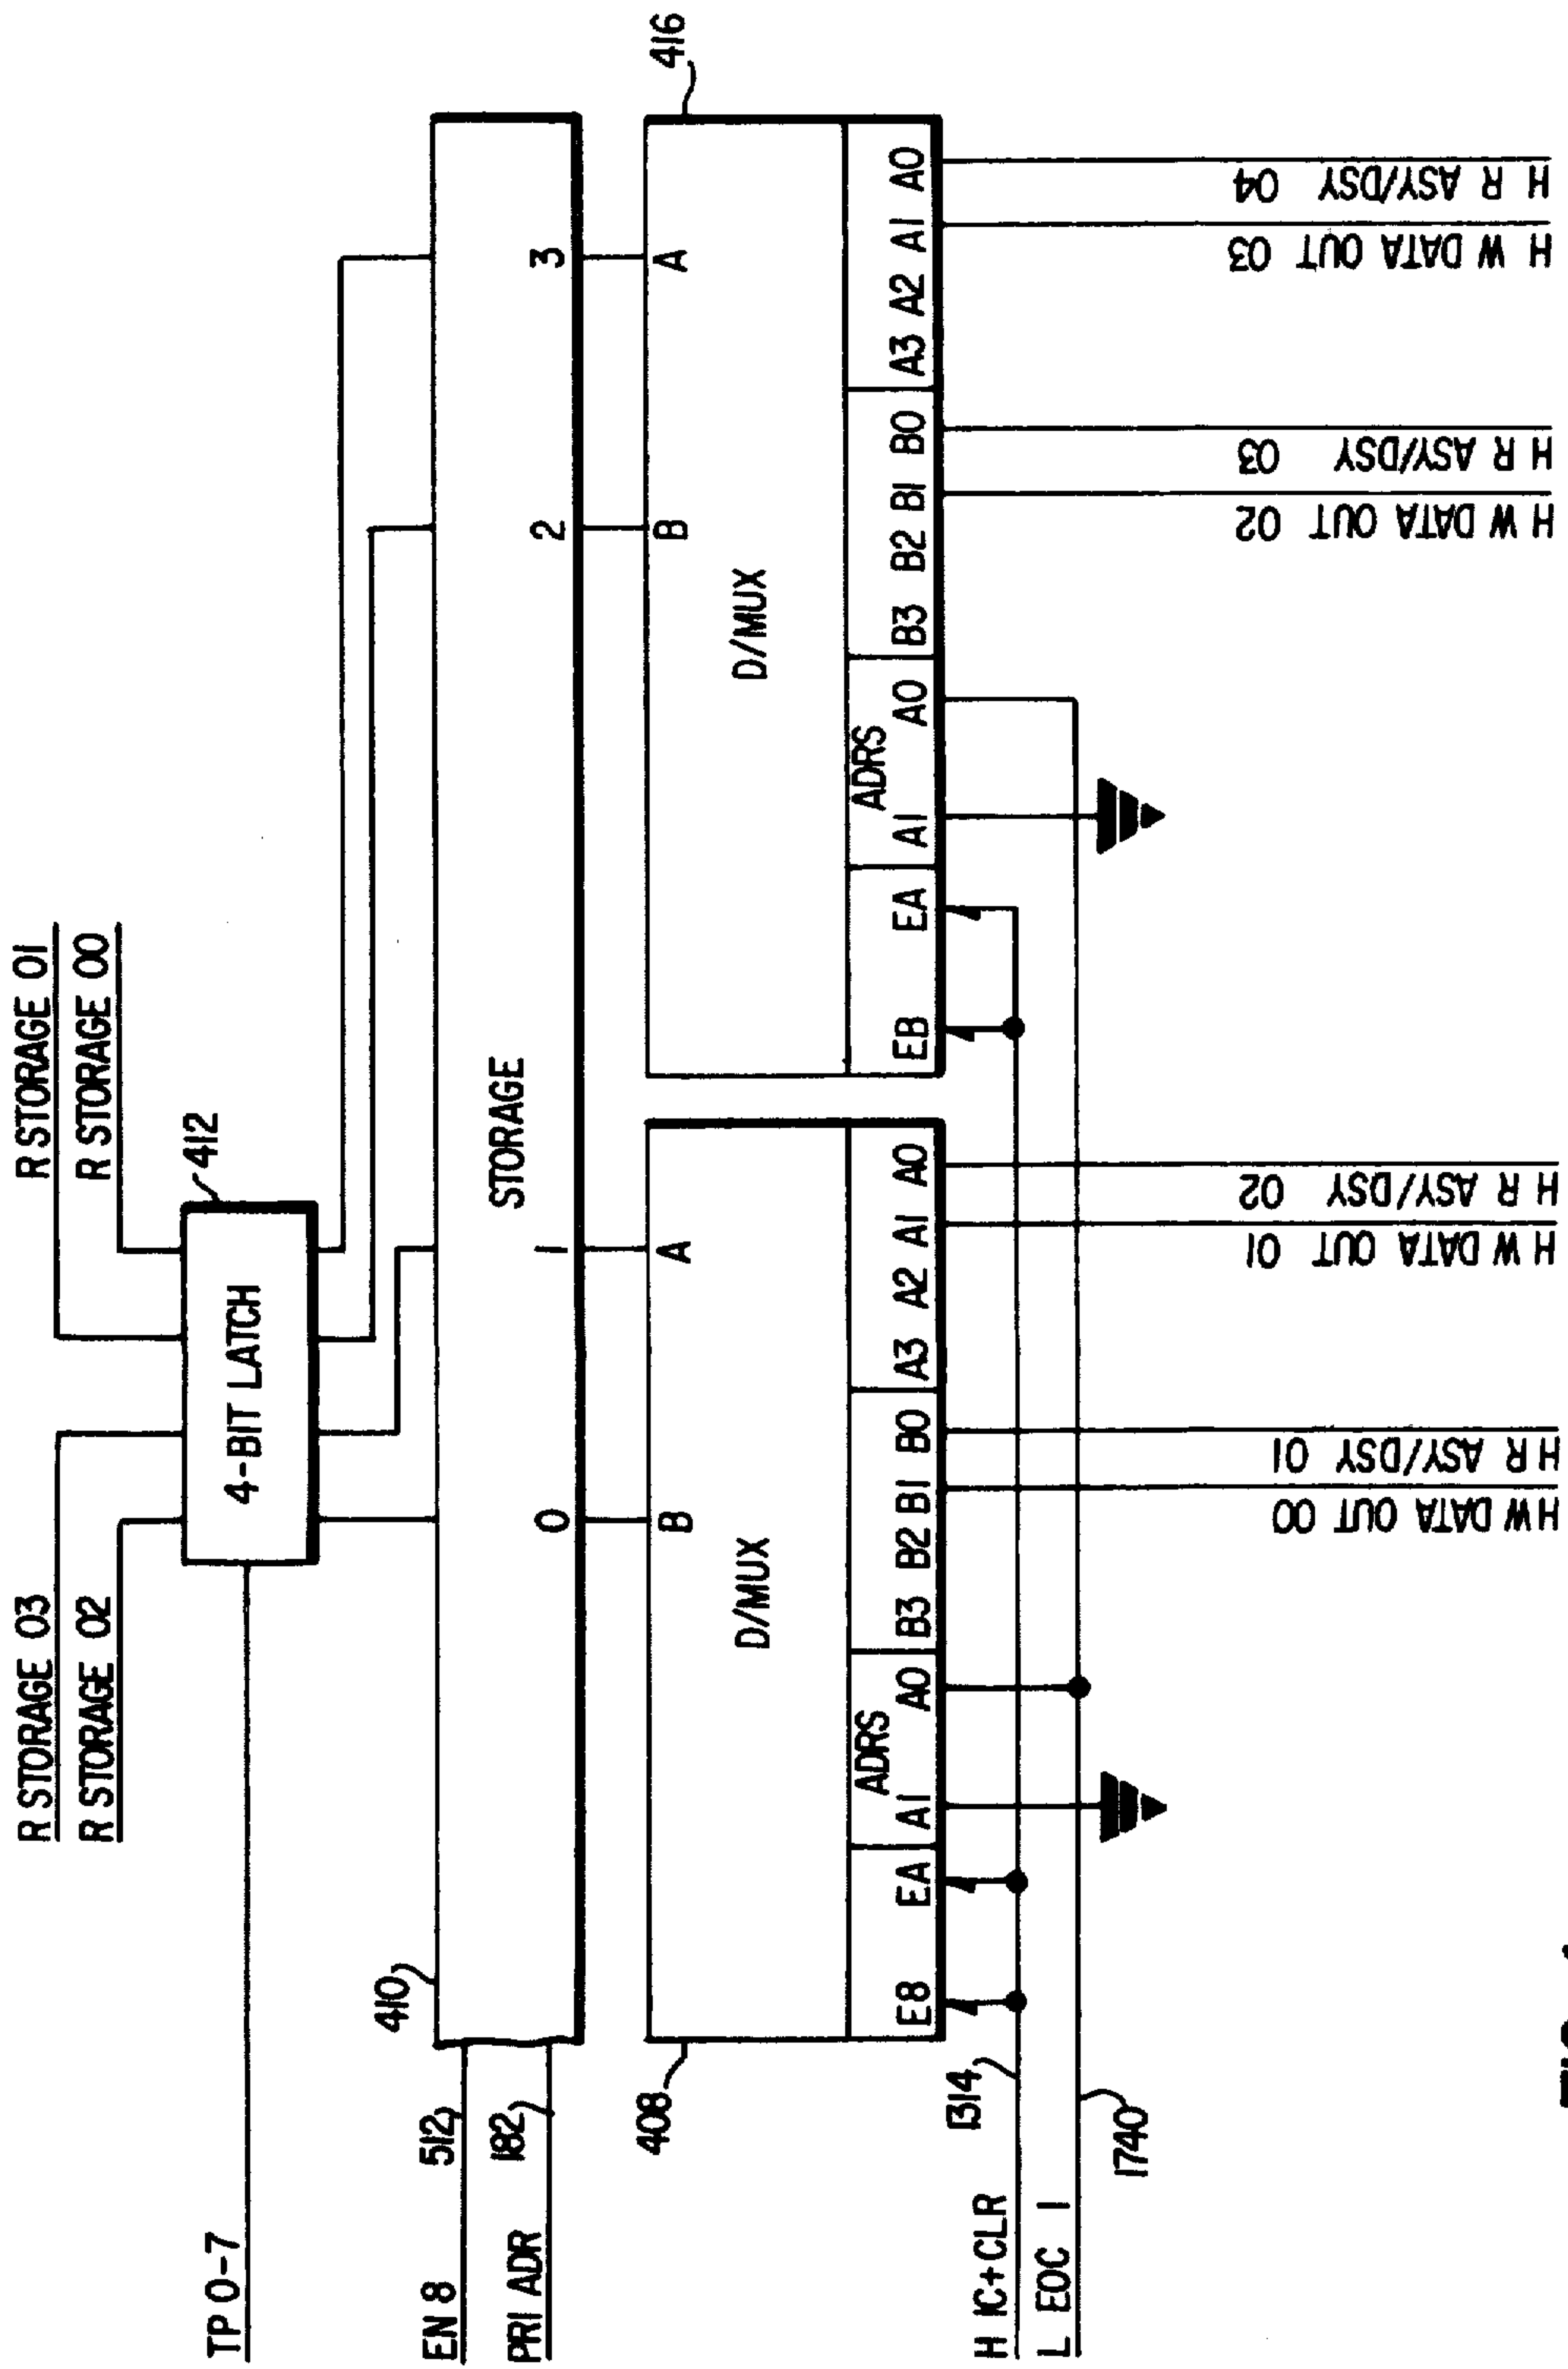 R STORAGE 03
R STORAGE 02
R STORAGE 01
R STORAGE 00
412
4-BIT LATCH
TP 0-7
410
STORAGE
EN 8
512
PRI ADR
182
0
1
2
3
B
A
B
A
408
D/MUX
D/MUX
416
ADRS
ADRS
E8 EA A1 A0 B3 B2 B1 B0 A3 A2 A1 A0
EB EA A1 A0 B3 B2 B1 B0 A3 A2 A1 A0
H IC+CLR
1314
L EOC 1
1740
H W DATA OUT 00
H R ASY/DSY 01
H W DATA OUT 01
H R ASY/DSY 02
H W DATA OUT 02
H R ASY/DSY 03
H W DATA OUT 03
H R ASY/DSY 04